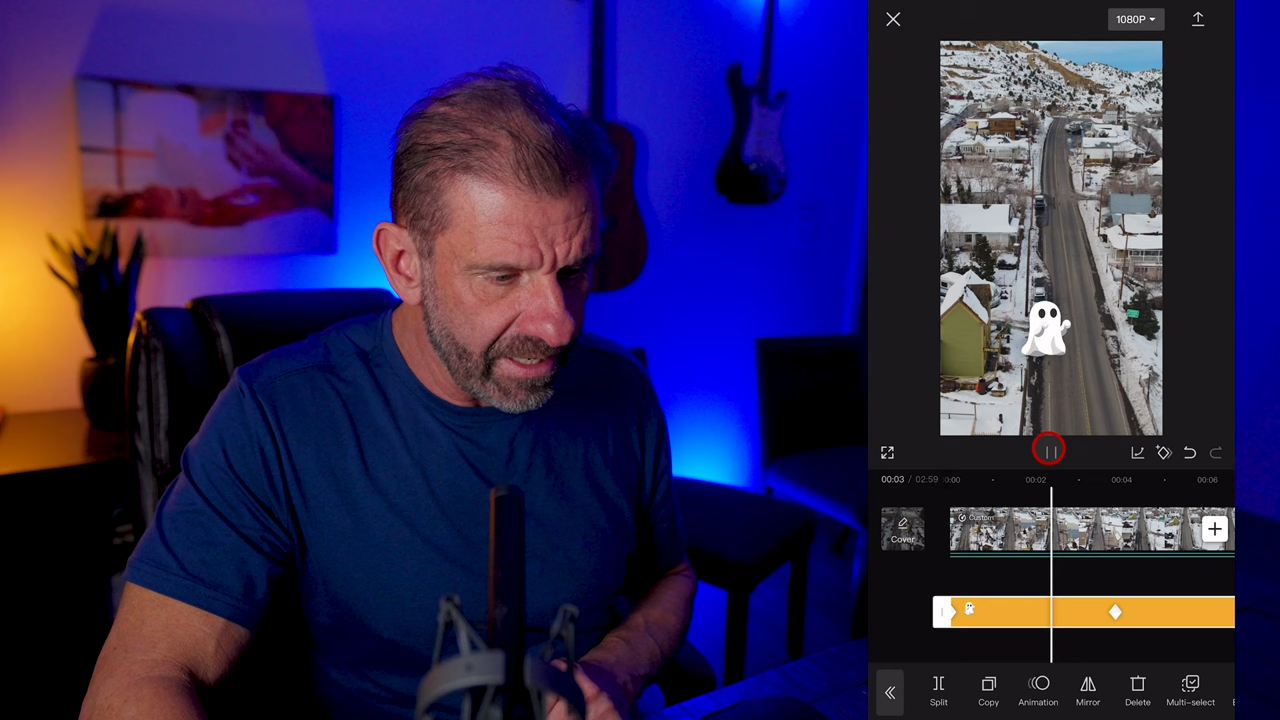 1080P
00:03 / 02:59
0:00
00:02
00:04
00:06
Cover
Custom
Split
Copy
Animation
Mirror
Delete
Multi-select